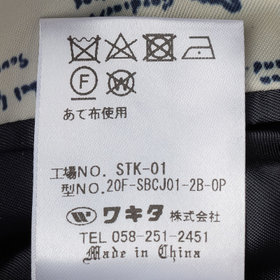 F W
あて布使用
工場NO. STK-01
型NO. 20F-SBCJ01-2B-0P
ワキタ 株式会社
TEL 058-251-2451
Made in China